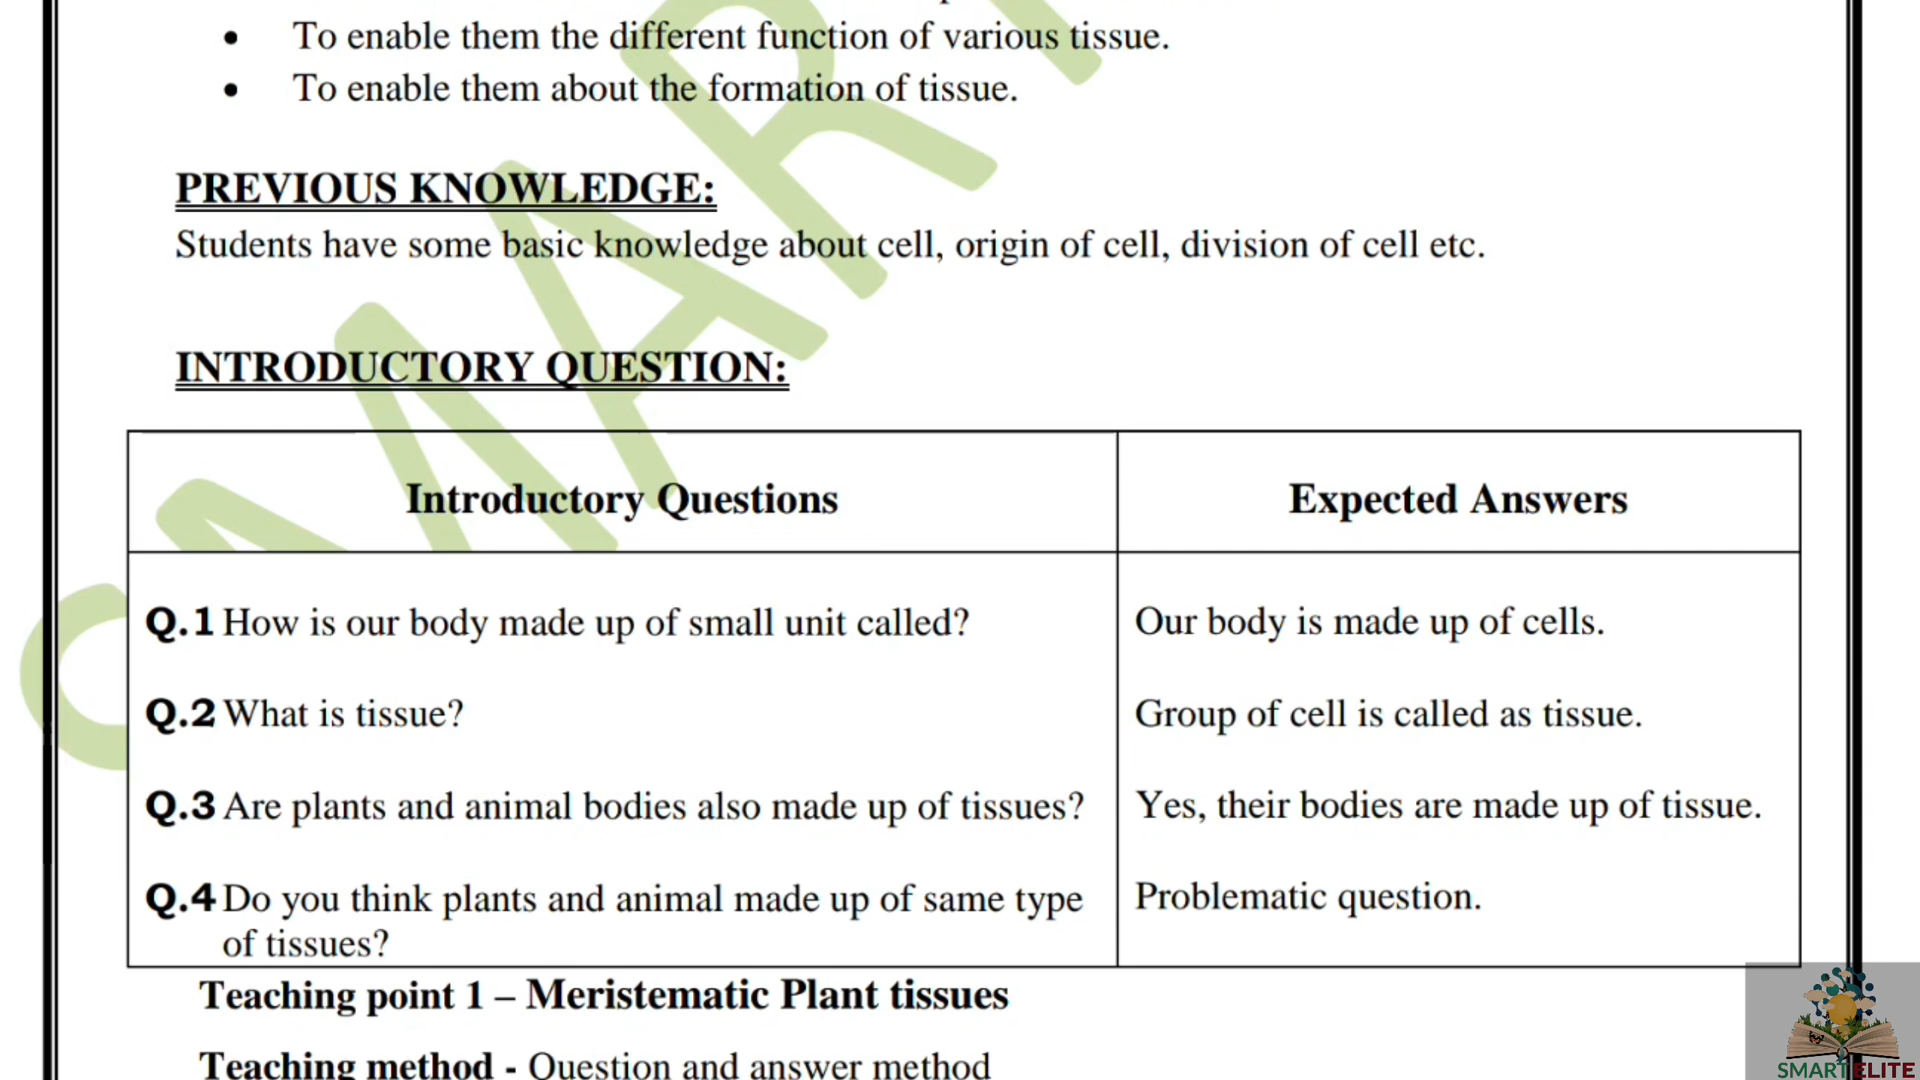 • To enable them the different function of various tissue.
• To enable them about the formation of tissue.
PREVIOUS KNOWLEDGE:
Students have some basic knowledge about cell, origin of cell, division of cell etc.
INTRODUCTORY QUESTION:
Introductory Questions
Expected Answers
Q.1 How is our body made up of small unit called?
Our body is made up of cells.
Q.2 What is tissue?
Group of cell is called as tissue.
Q.3 Are plants and animal bodies also made up of tissues?
Yes, their bodies are made up of tissue.
Q.4 Do you think plants and animal made up of same type
of tissues?
Problematic question.
Teaching point 1 – Meristematic Plant tissues
Teaching method - Question and answer method
SMART ELITE